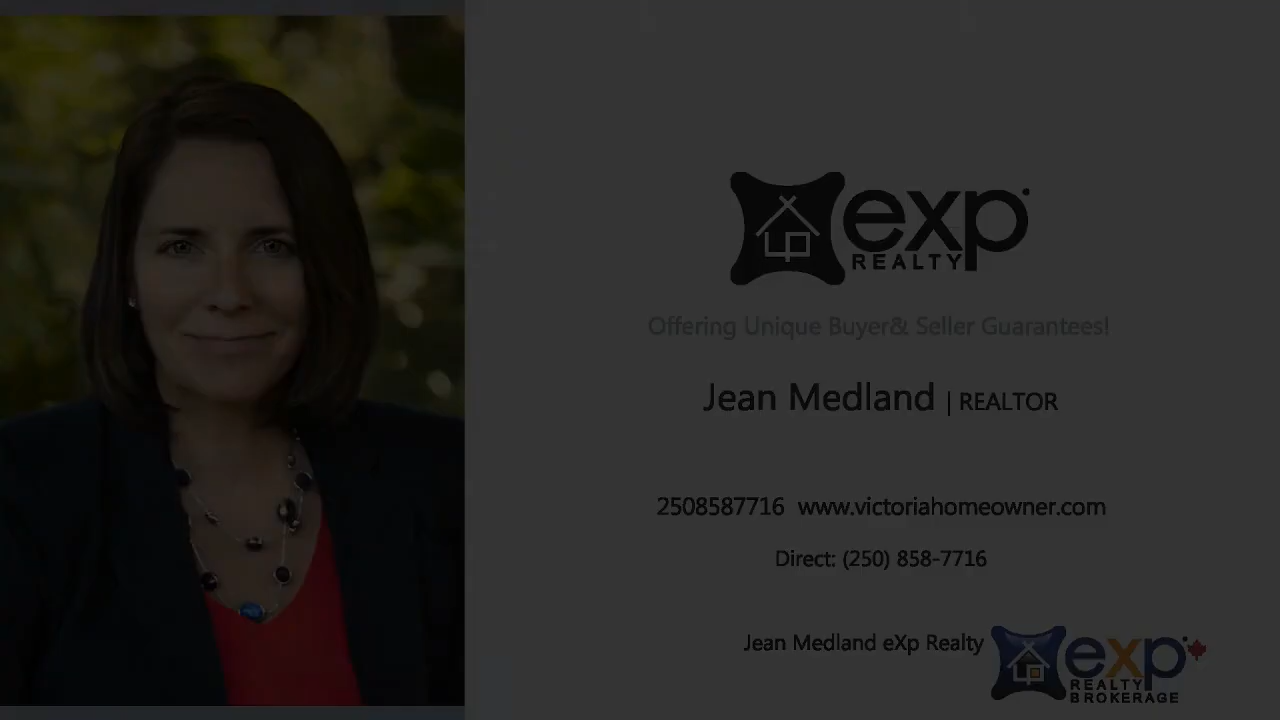 exp
REALTY
Offering Unique Buyer& Seller Guarantees!
Jean Medland | REALTOR
2508587716 www.victoriahomeowner.com
Direct: (250) 858-7716
Jean Medland eXp Realty
exp
REALTY
BROKERAGE